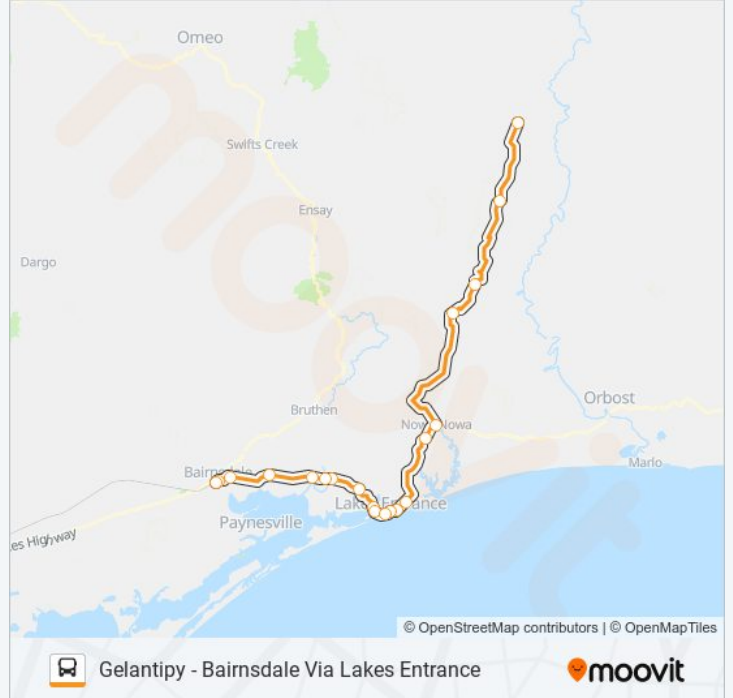 Omeo
Swifts Creek
Ensay
Dargo
Orbost
Bruthen
Nowa Nowa
Marlo
Bairnsdale
Lakes Entrance
Paynesville
es Highway
© OpenStreetMap contributors | © OpenMapTiles
Gelantipy - Bairnsdale Via Lakes Entrance
moovit